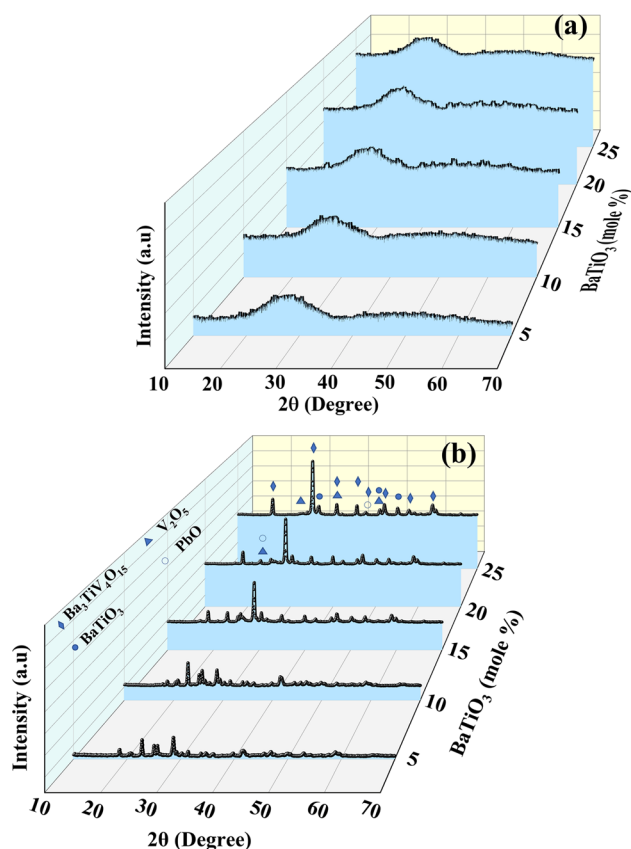 (a)
Intensity (a.u)
10 20 30 40 50 60 70
2θ (Degree)
5 10 15 20 25
BaTiO₃ (mole %)
(b)
V₂O₅
PbO
Ba₃TiV₄O₁₅
BaTiO₃
Intensity (a.u)
10 20 30 40 50 60 70
2θ (Degree)
5 10 15 20 25
BaTiO₃ (mole %)